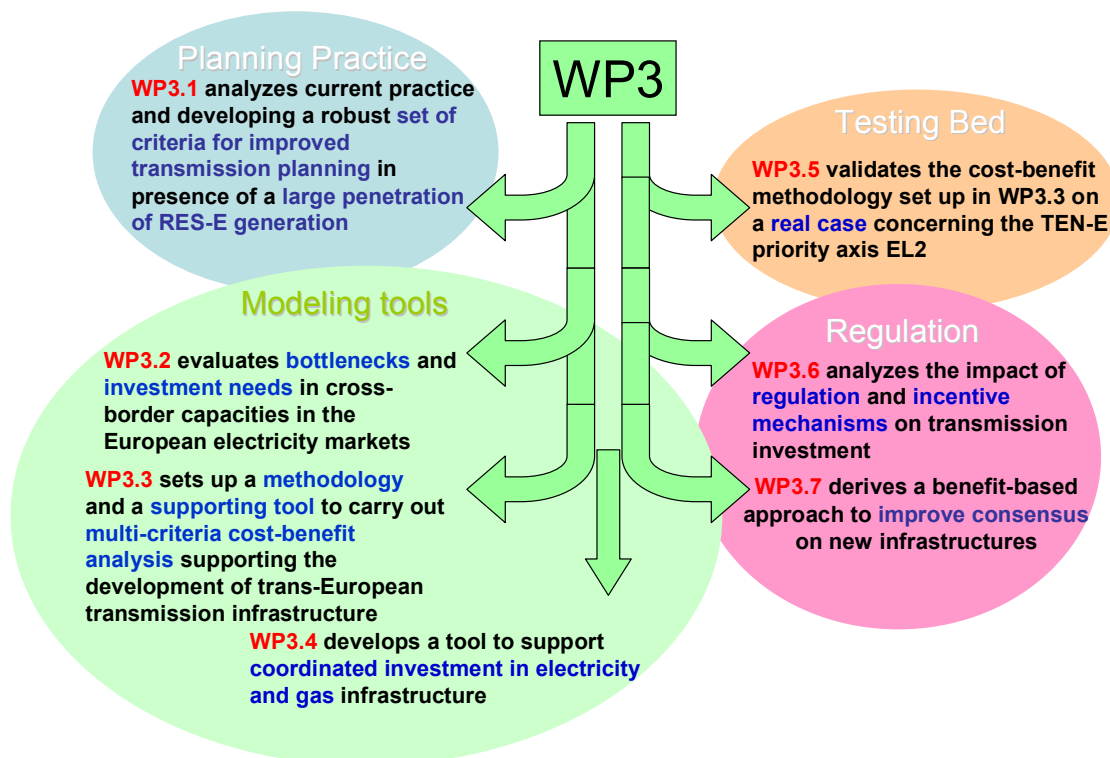 Planning Practice
WP3.1 analyzes current practice
and developing a robust set of
criteria for improved
transmission planning in
presence of a large penetration
of RES-E generation
WP3
Testing Bed
WP3.5 validates the cost-benefit
methodology set up in WP3.3 on
a real case concerning the TEN-E
priority axis EL2
Modeling tools
WP3.2 evaluates bottlenecks and
investment needs in cross-
border capacities in the
European electricity markets
WP3.3 sets up a methodology
and a supporting tool to carry out
multi-criteria cost-benefit
analysis supporting the
development of trans-European
transmission infrastructure
WP3.4 develops a tool to support
coordinated investment in electricity
and gas infrastructure
Regulation
WP3.6 analyzes the impact of
regulation and incentive
mechanisms on transmission
investment
WP3.7 derives a benefit-based
approach to improve consensus
on new infrastructures